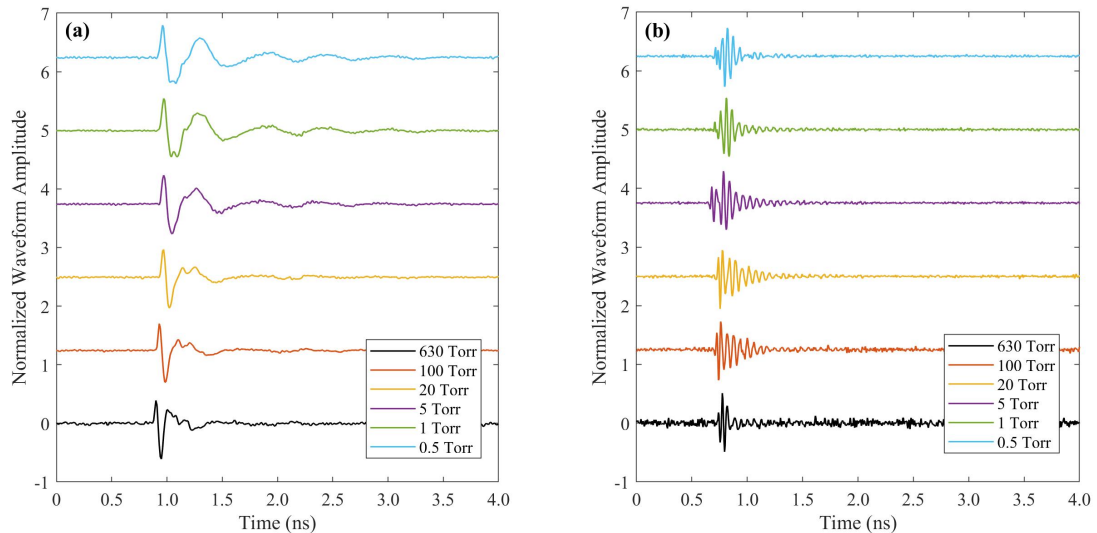 (a)
Normalized Waveform Amplitude
7
6
5
4
3
2
1
0
-1
630 Torr
100 Torr
20 Torr
5 Torr
1 Torr
0.5 Torr
0 0.5 1.0 1.5 2.0 2.5 3.0 3.5 4.0
Time (ns)
(b)
Normalized Waveform Amplitude
7
6
5
4
3
2
1
0
-1
630 Torr
100 Torr
20 Torr
5 Torr
1 Torr
0.5 Torr
0 0.5 1.0 1.5 2.0 2.5 3.0 3.5 4.0
Time (ns)